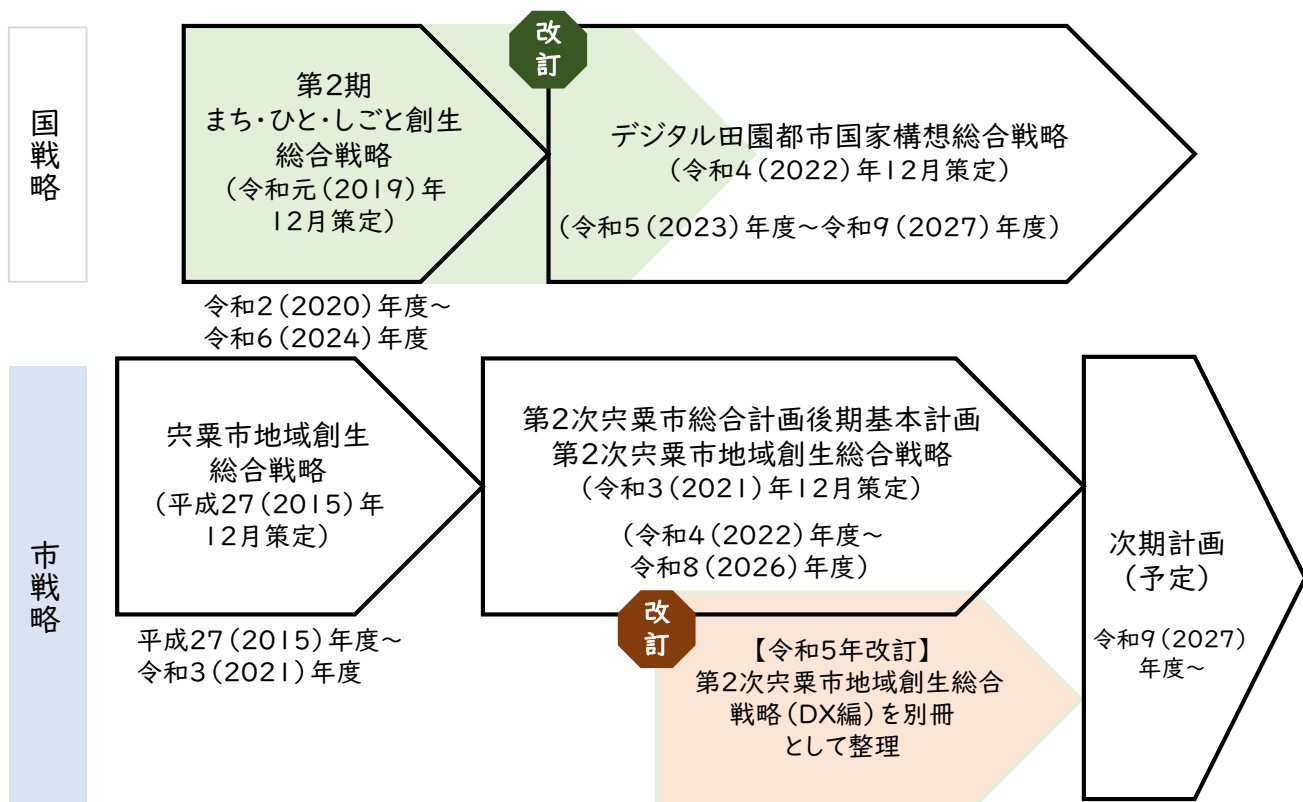 国戦略
改訂
第2期
まち・ひと・しごと創生
総合戦略
(令和元(2019)年
12月策定)
令和2(2020)年度～
令和6(2024)年度
デジタル田園都市国家構想総合戦略
(令和4(2022)年12月策定)
(令和5(2023)年度～令和9(2027)年度)
市戦略
宍粟市地域創生
総合戦略
(平成27(2015)年
12月策定)
平成27(2015)年度～
令和3(2021)年度
第2次宍粟市総合計画後期基本計画
第2次宍粟市地域創生総合戦略
(令和3(2021)年12月策定)
(令和4(2022)年度～
令和8(2026)年度)
改訂
【令和5年改訂】
第2次宍粟市地域創生総合
戦略(DX編)を別冊
として整理
次期計画
(予定)
令和9(2027)
年度～